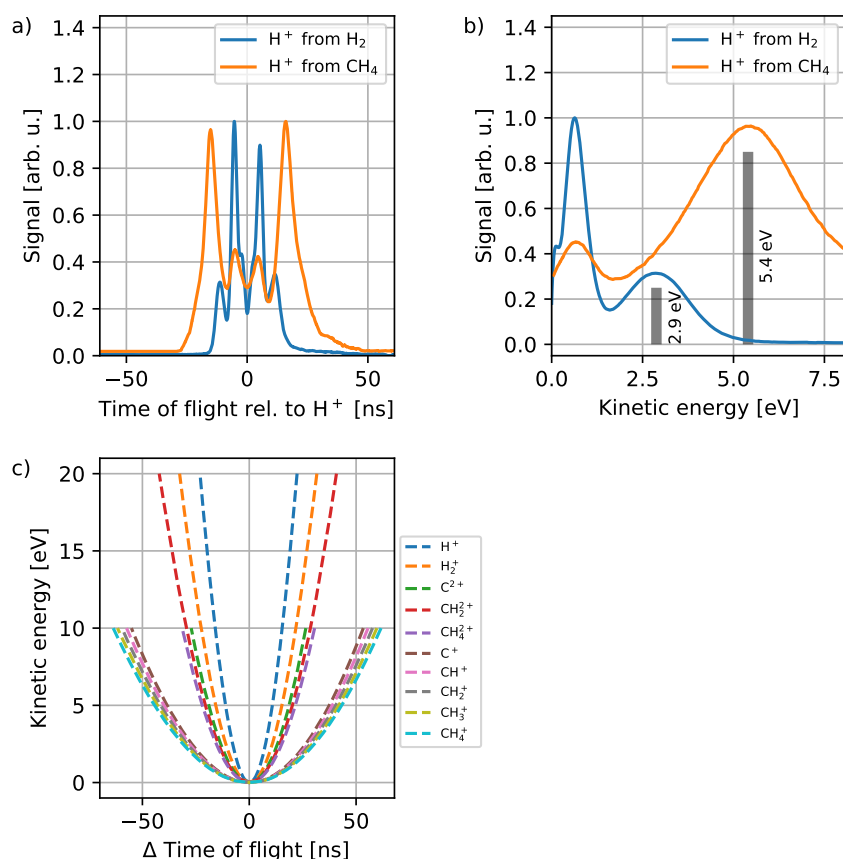 a)
1.4
1.2
1.0
0.8
0.6
0.4
0.2
0.0
Signal [arb. u.]
H⁺ from H₂
H⁺ from CH₄
−50
0
50
Time of flight rel. to H⁺ [ns]
b)
1.4
1.2
1.0
0.8
0.6
0.4
0.2
0.0
Signal [arb. u.]
H⁺ from H₂
H⁺ from CH₄
2.9 eV
5.4 eV
0.0
2.5
5.0
7.5
Kinetic energy [eV]
c)
20
15
10
5
0
Kinetic energy [eV]
−50
0
50
Δ Time of flight [ns]
H⁺
H₂⁺
C²⁺
CH₂²⁺
CH₄²⁺
C⁺
CH⁺
CH₂⁺
CH₃⁺
CH₄⁺